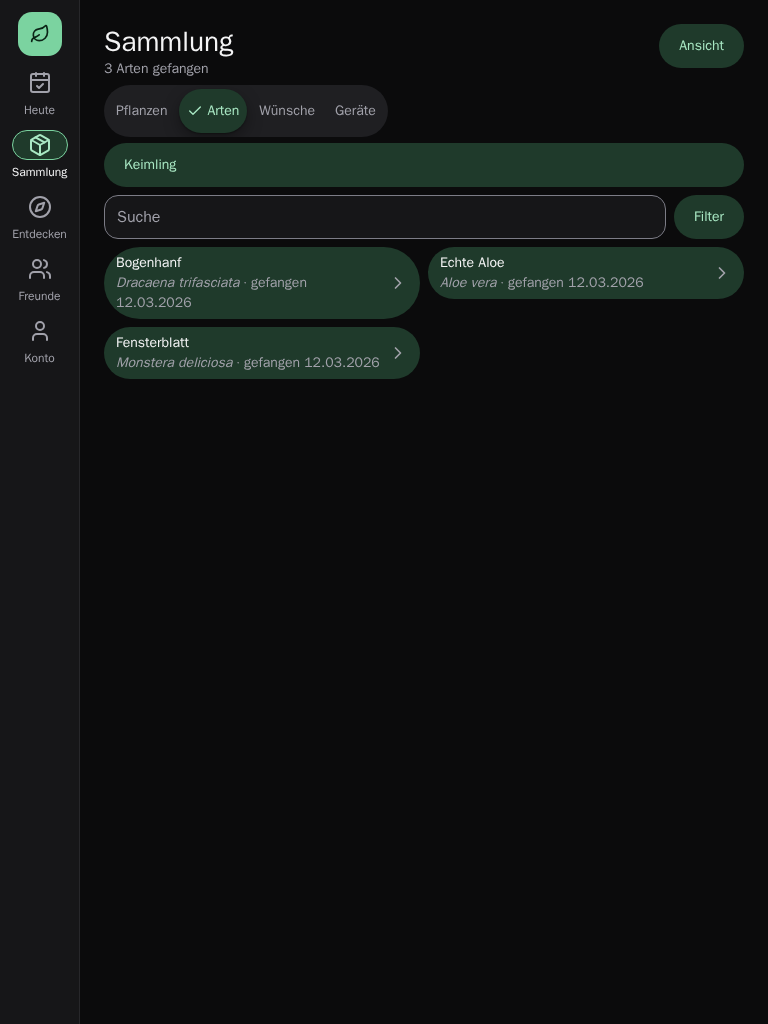 Sammlung
3 Arten gefangen
Ansicht
Heute
Sammlung
Entdecken
Freunde
Konto
Pflanzen
Arten
Wünsche
Geräte
Keimling
Suche
Filter
Bogenhanf
Dracaena trifasciata · gefangen
12.03.2026
Echte Aloe
Aloe vera · gefangen 12.03.2026
Fensterblatt
Monstera deliciosa · gefangen 12.03.2026